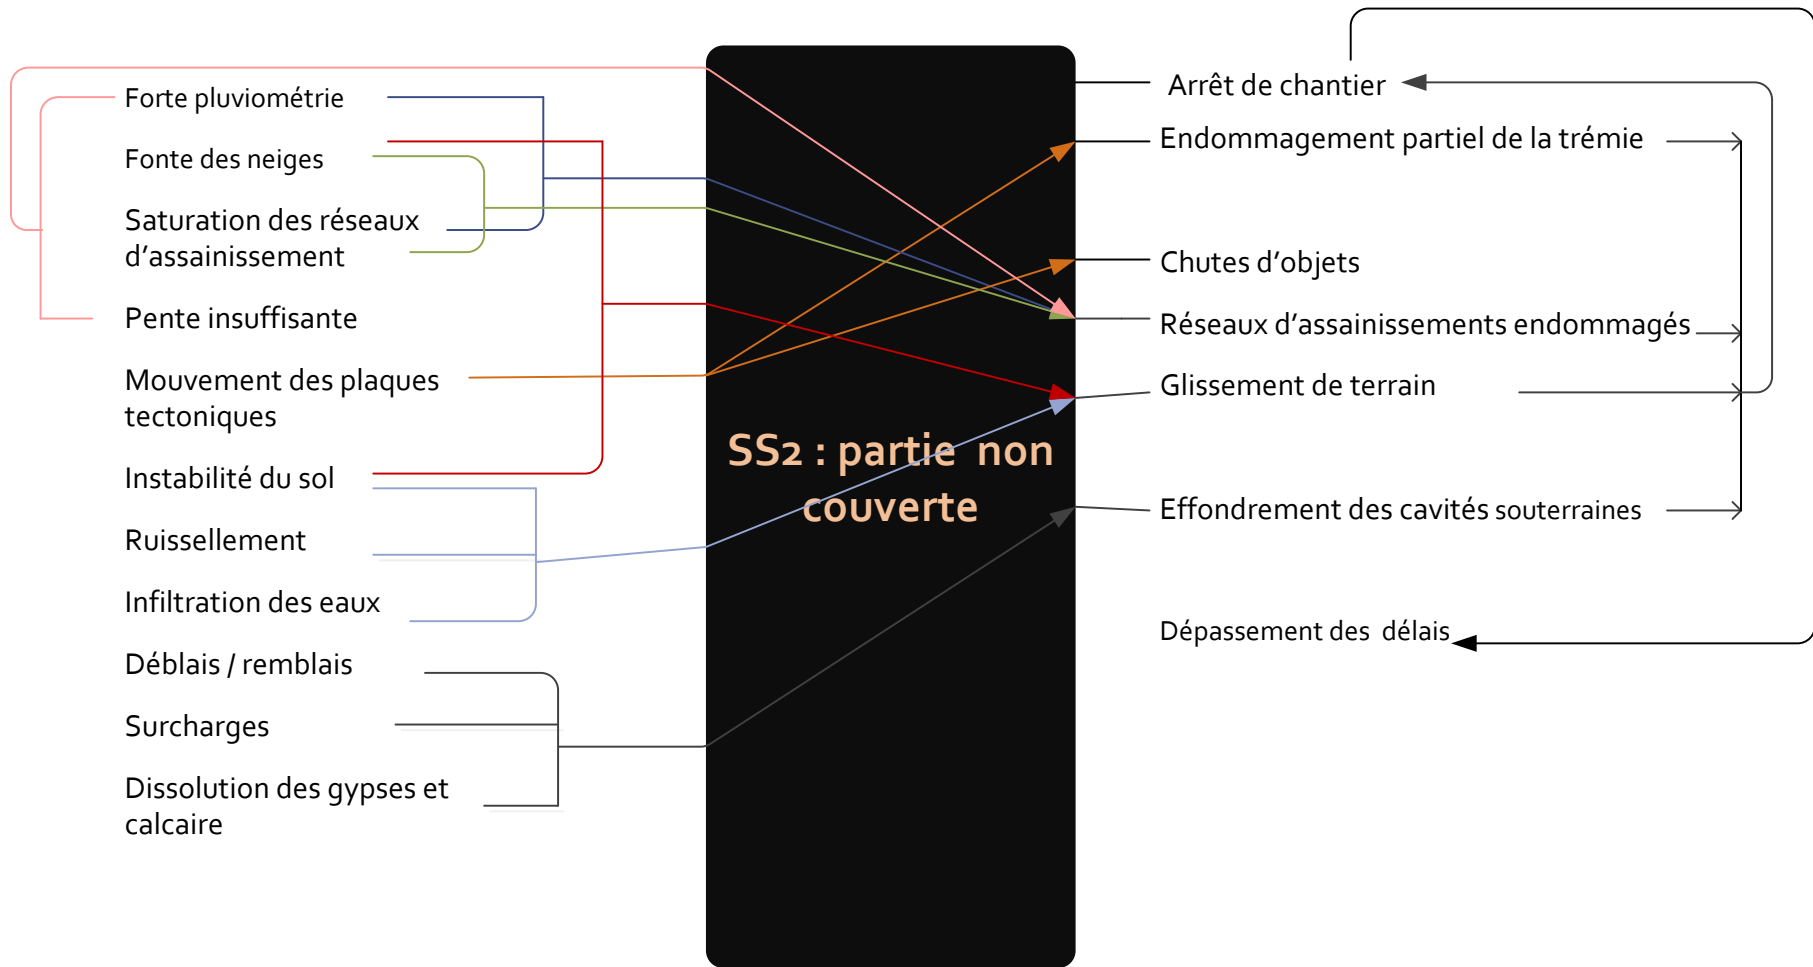 Forte pluviométrie
Fonte des neiges
Saturation des réseaux
d'assainissement
Pente insuffisante
Mouvement des plaques
tectoniques
Instabilité du sol
Ruissellement
Infiltration des eaux
Déblais / remblais
Surcharges
Dissolution des gypses et
calcaire
SS2 : partie non
couverte
Arrêt de chantier
Endommagement partiel de la trémie
Chutes d'objets
Réseaux d'assainissements endommagés
Glissement de terrain
Effondrement des cavités souterraines
Dépassement des délais